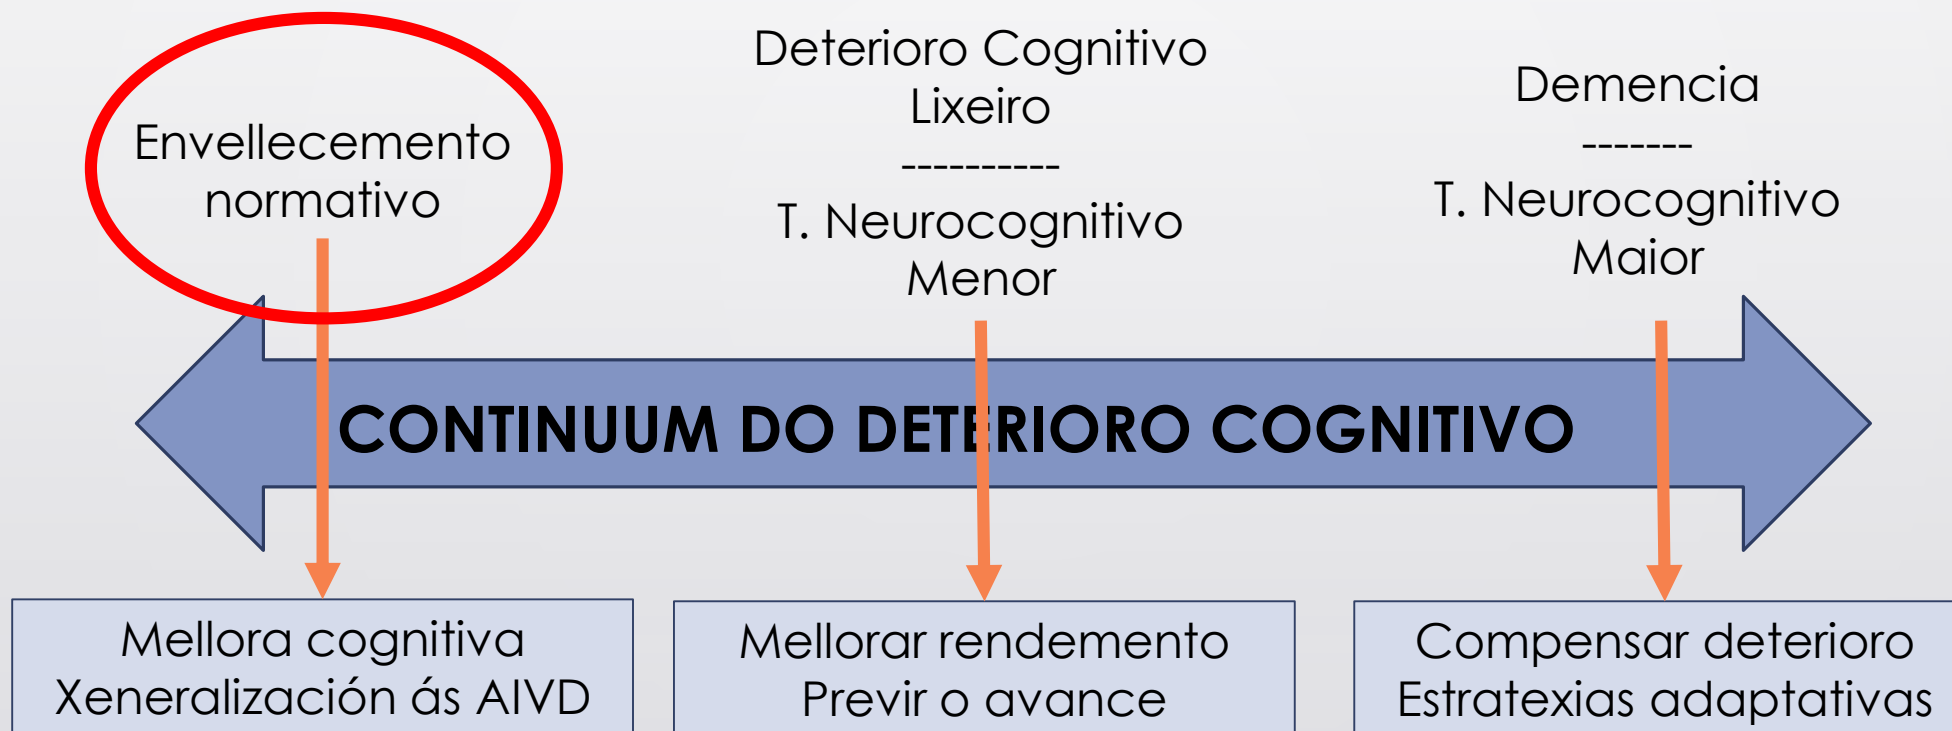 Envellecemento
normativo
Deterioro Cognitivo
Lixeiro
----------
T. Neurocognitivo
Menor
Demencia
-------
T. Neurocognitivo
Maior
CONTINUUM DO DETERIORO COGNITIVO
Mellora cognitiva
Xeneralización ás AIVD
Mellorar rendemento
Previr o avance
Compensar deterioro
Estratexias adaptativas